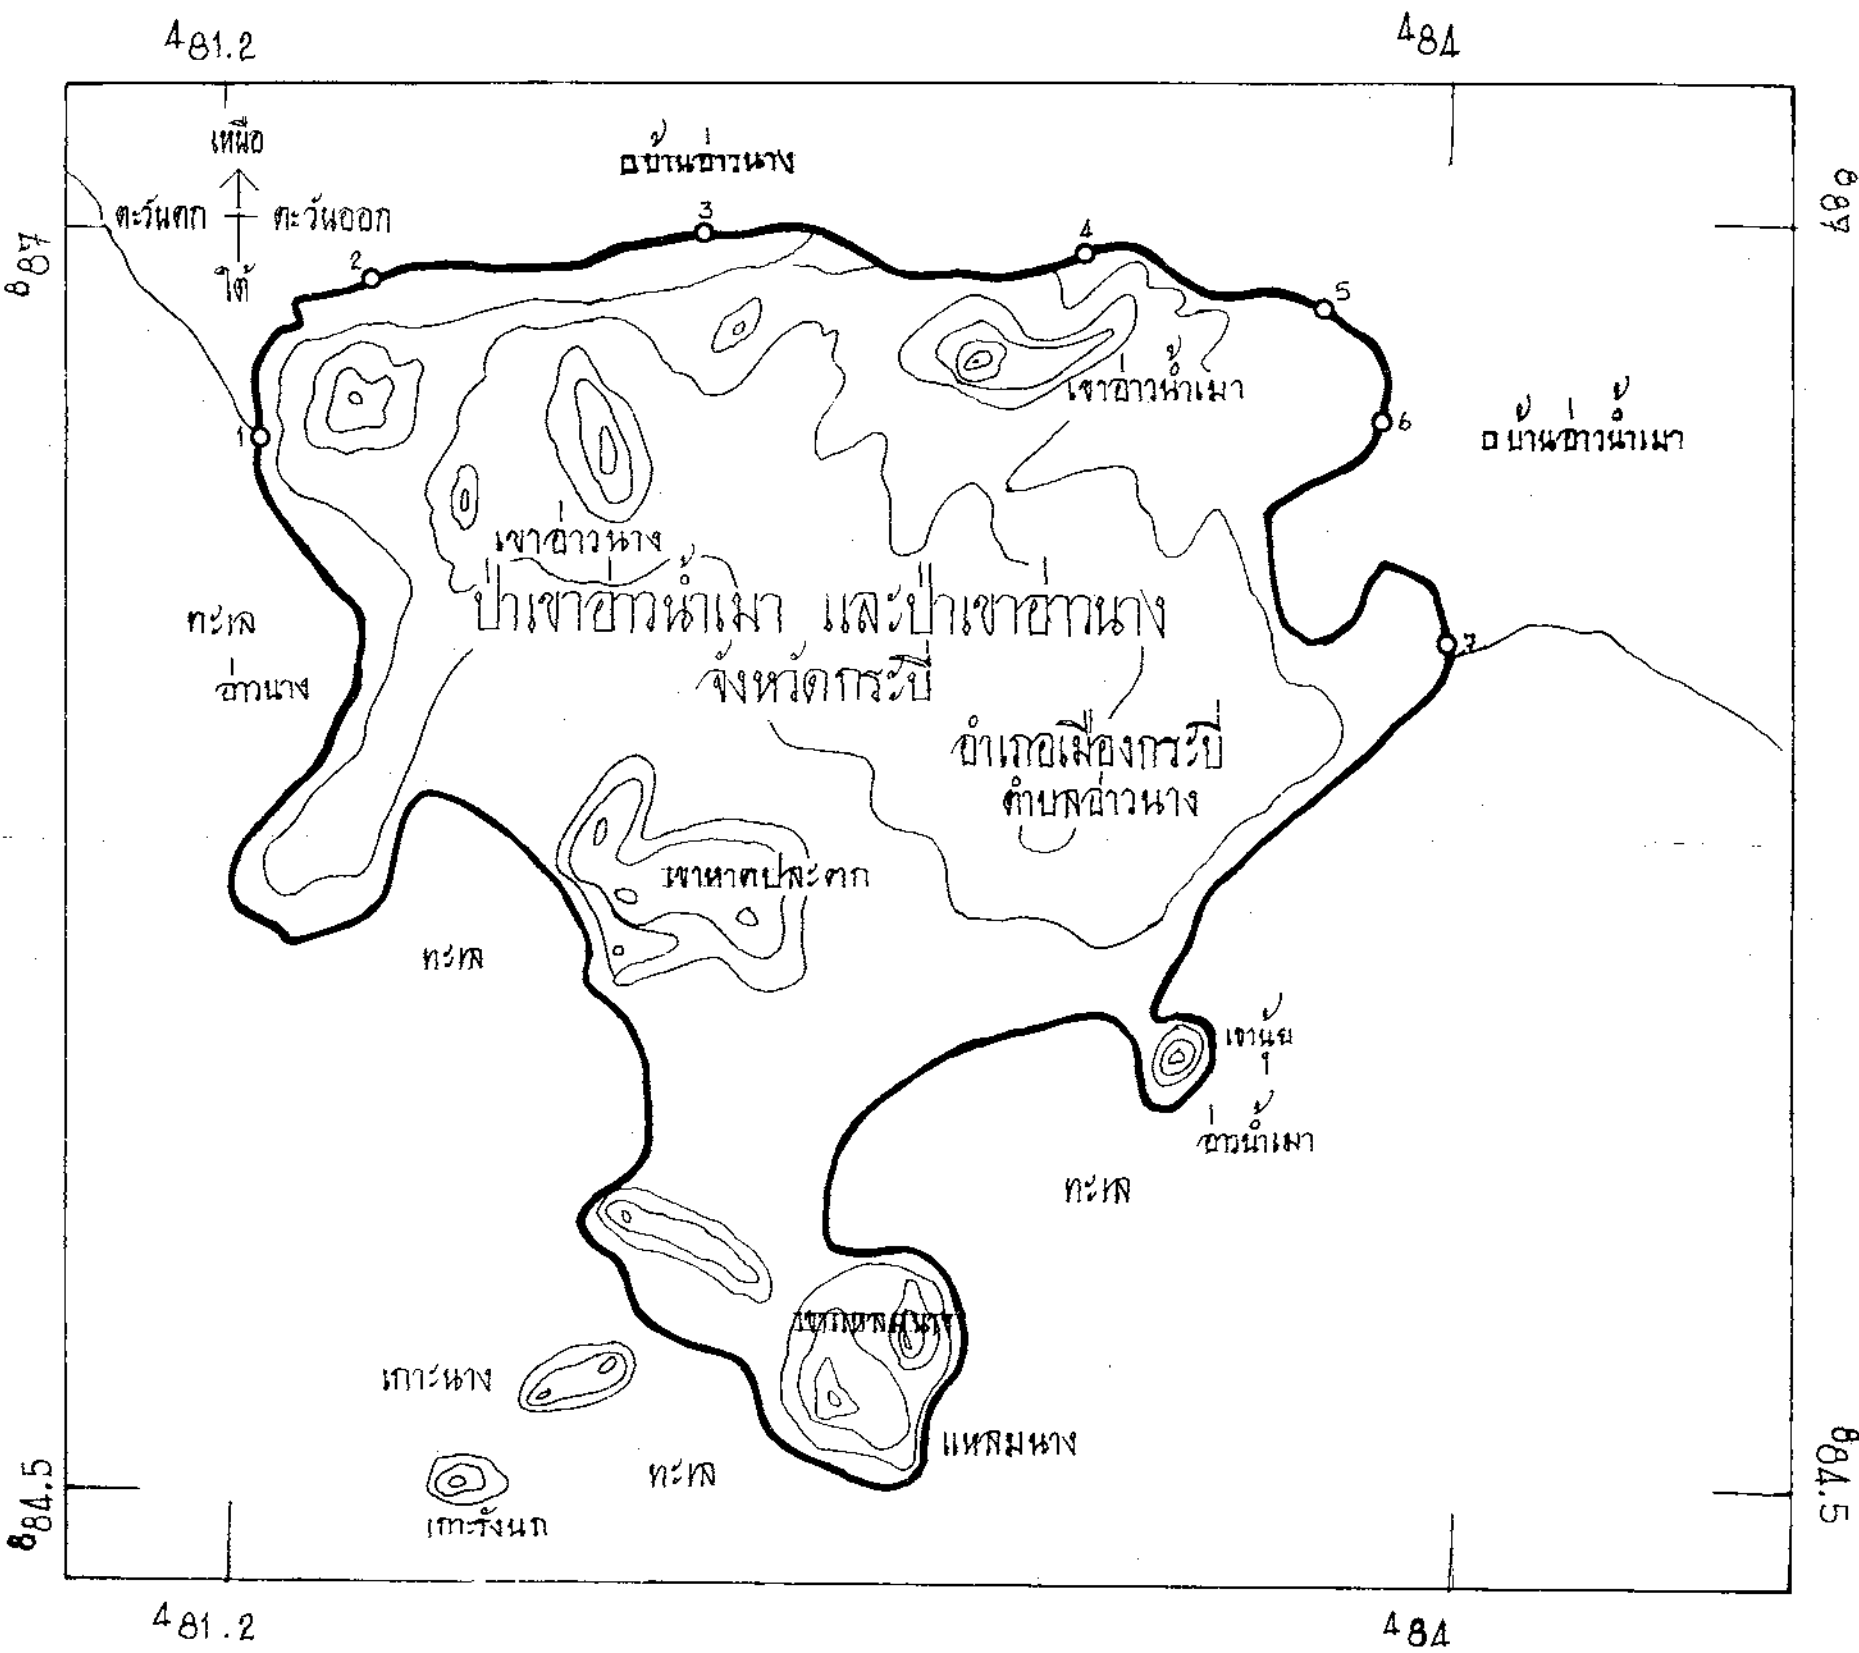 481.2
484
เหนือ
บ้านอ่าวนาง
887
887
ตะวันตก
ตะวันออก
ใต้
3
2
4
5
1
6
เขาอ่าวน้ำเมา
บ้านอ่าวน้ำเมา
เขาอ่าวนาง
ป่าเขาอ่าวน้ำเมา และป่าเขาอ่าวนาง
ทะเล
7
อ่าวนาง
จังหวัดกระบี่
อำเภอเมืองกระบี่
ตำบลอ่าวนาง
เขาหาดปละตก
ทะเล
เขานุ้ย
อ่าวน้ำเมา
ทะเล
เขาแหลมนาง
เกาะนาง
แหลมนาง
ทะเล
884.5
884.5
เกาะรังนก
481.2
484